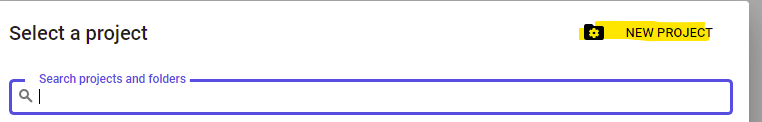 Select a project
NEW PROJECT
Search projects and folders